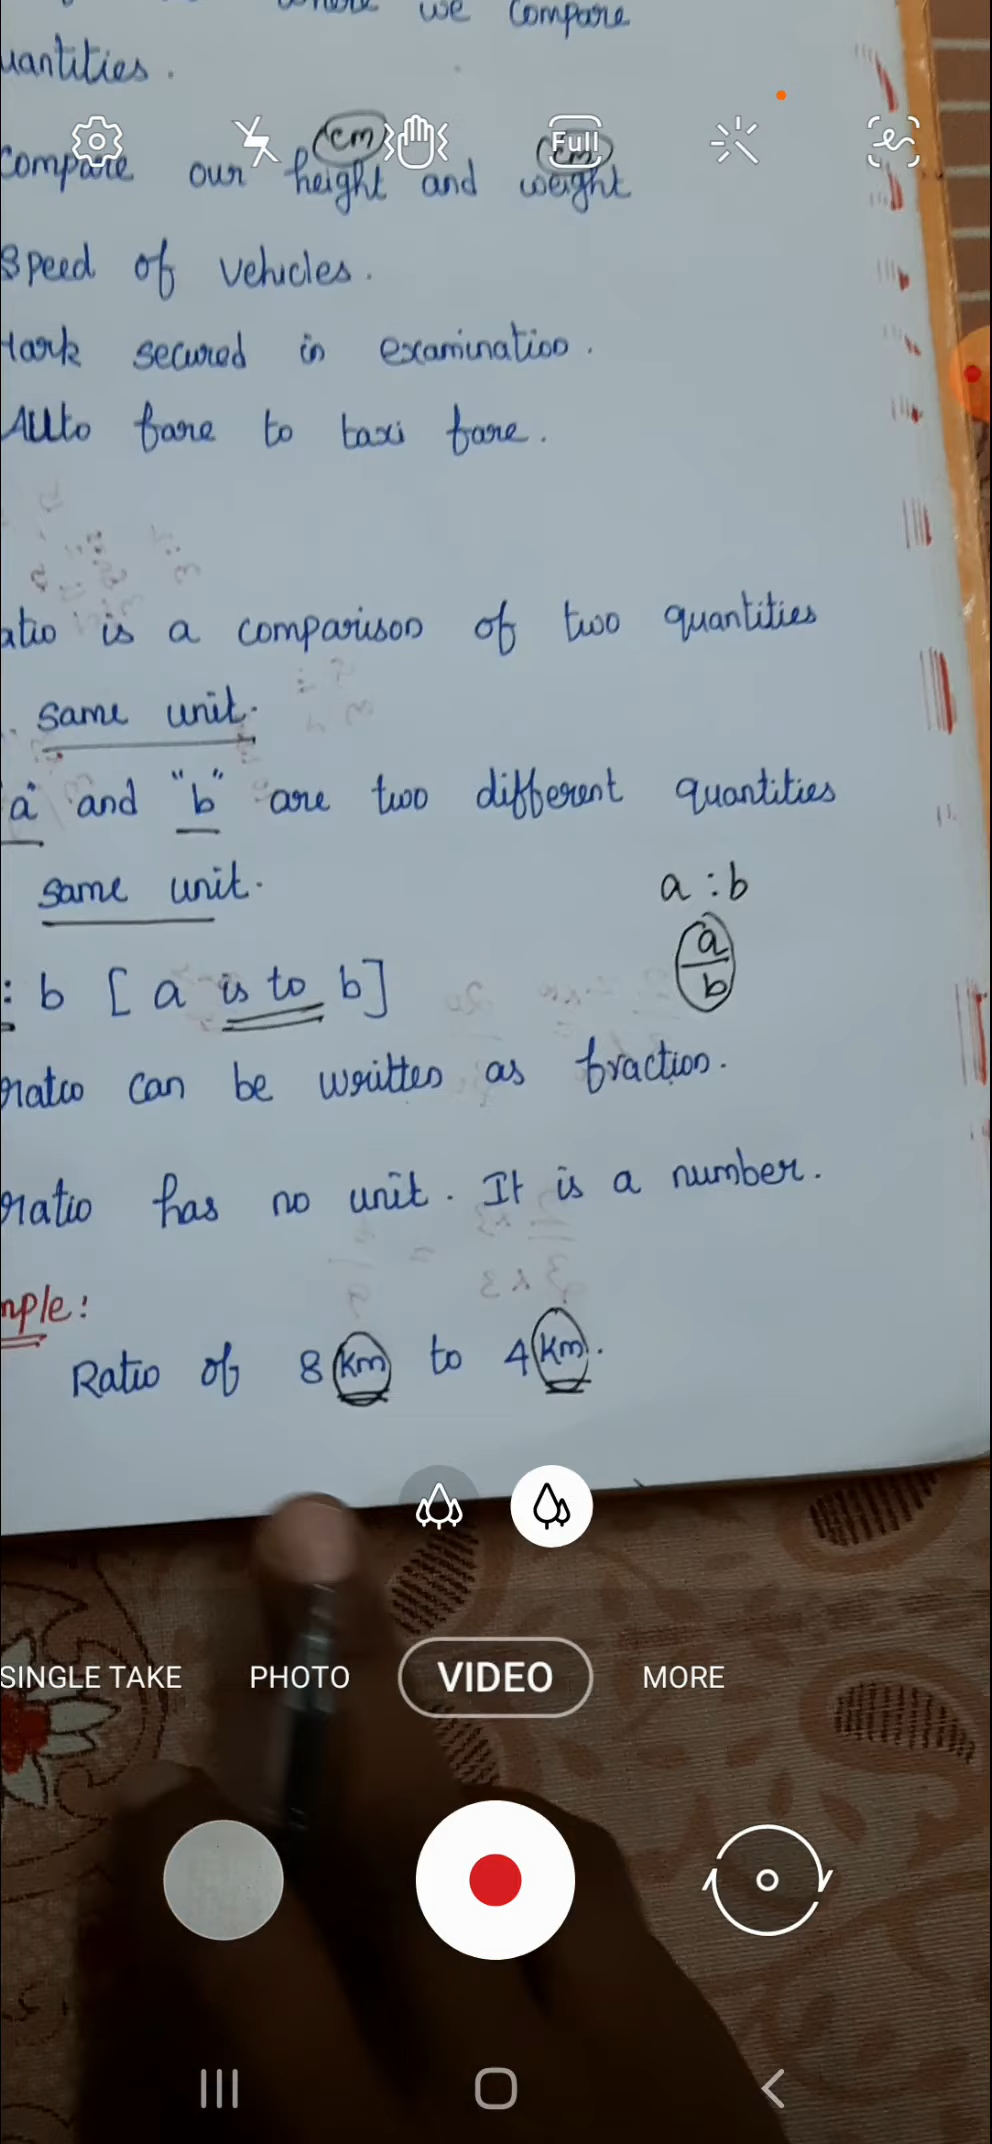 where we compare
uantities.
cm
Full
compare our height and weight
Speed of vehicles.
ark secured in examination.
Auto fare to taxi fare.
atio is a comparison of two quantities
same unit.
a" and "b" are two different quantities
same unit.
a : b
a
b
: b [ a is to b ]
ratio can be written as fraction.
ratio has no unit. It is a number.
mple:
Ratio of 8 km to 4 km.
SINGLE TAKE PHOTO VIDEO MORE